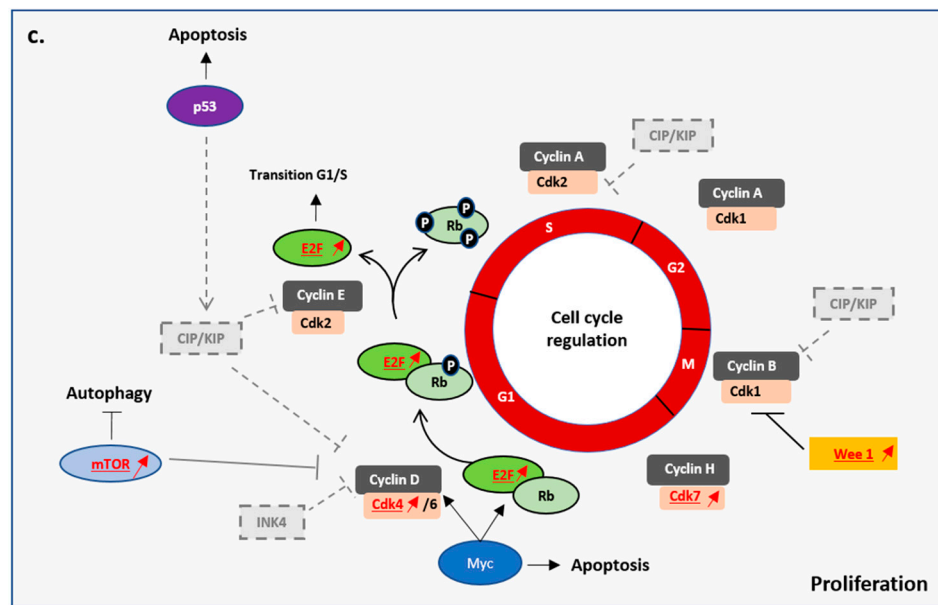 c.
Apoptosis
p53
Transition G1/S
E2F
P
P
P
Rb
Cyclin A
Cdk2
CIP/KIP
Cyclin A
Cdk1
S
G2
M
G1
Cell cycle
regulation
Cyclin E
Cdk2
CIP/KIP
CIP/KIP
E2F
P
Rb
Cyclin B
Cdk1
Autophagy
mTOR
Wee 1
Cyclin D
Cdk4 /6
E2F
Rb
Cyclin H
Cdk7
INK4
Myc
Apoptosis
Proliferation